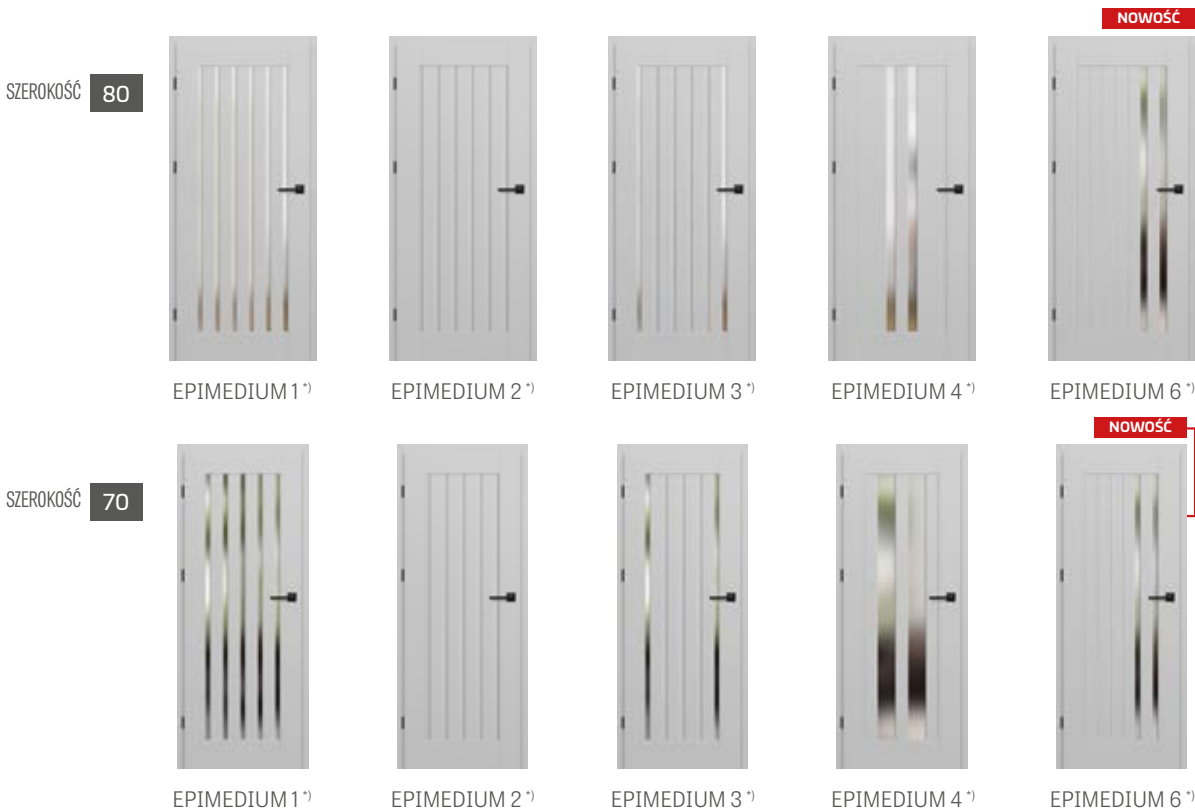 NOWOŚĆ
SZEROKOŚĆ 80
EPIMEDIUM 1 *) EPIMEDIUM 2 *) EPIMEDIUM 3 *) EPIMEDIUM 4 *) EPIMEDIUM 6 *)
NOWOŚĆ
SZEROKOŚĆ 70
EPIMEDIUM 1 *) EPIMEDIUM 2 *) EPIMEDIUM 3 *) EPIMEDIUM 4 *) EPIMEDIUM 6 *)